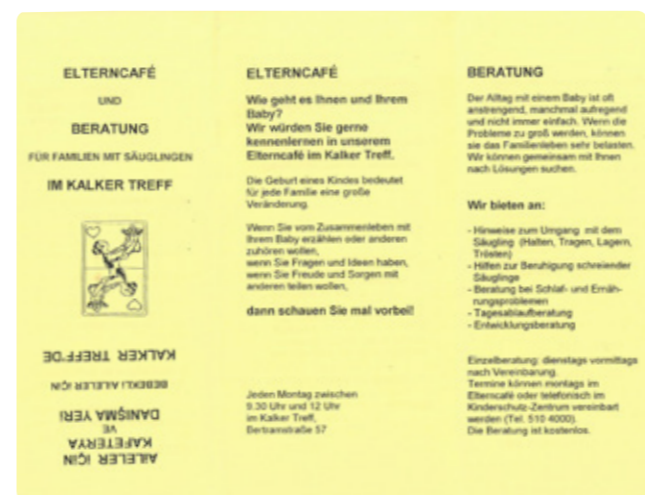 ELTERNCAFÉ
UND
BERATUNG
FÜR FAMILIEN MIT SÄUGLINGEN
IM KALKER TREFF
AİLELER İÇİN
KAFETERYA
VE
DANIŞMA YERİ
BEBEKLİ AİLELER İÇİN
KALKER TREFF'DE
ELTERNCAFÉ
Wie geht es Ihnen und Ihrem
Baby?
Wir würden Sie gerne
kennenlernen in unserem
Elterncafé im Kalker Treff.
Die Geburt eines Kindes bedeutet
für jede Familie eine große
Veränderung.
Wenn Sie vom Zusammenleben mit
Ihrem Baby erzählen oder anderen
zuhören wollen,
wenn Sie Fragen und Ideen haben,
wenn Sie Freude und Sorgen mit
anderen teilen wollen,
dann schauen Sie mal vorbei!
Jeden Montag zwischen
9.30 Uhr und 12 Uhr
im Kalker Treff,
Bertramstraße 57
BERATUNG
Der Alltag mit einem Baby ist oft
anstrengend, manchmal aufregend
und nicht immer einfach. Wenn die
Probleme zu groß werden, können
sie das Familienleben sehr belasten.
Wir können gemeinsam mit Ihnen
nach Lösungen suchen.
Wir bieten an:
- Hinweise zum Umgang mit dem
Säugling (Halten, Tragen, Lagern,
Trösten)
- Hilfen zur Beruhigung schreiender
Säuglinge
- Beratung bei Schlaf- und Ernäh-
rungsproblemen
- Tagesablaufberatung
- Entwicklungsberatung
Einzelberatung: dienstags vormittags
nach Vereinbarung.
Termine können montags im
Elterncafé oder telefonisch im
Kinderschutz-Zentrum vereinbart
werden (Tel. 510 4000).
Die Beratung ist kostenlos.